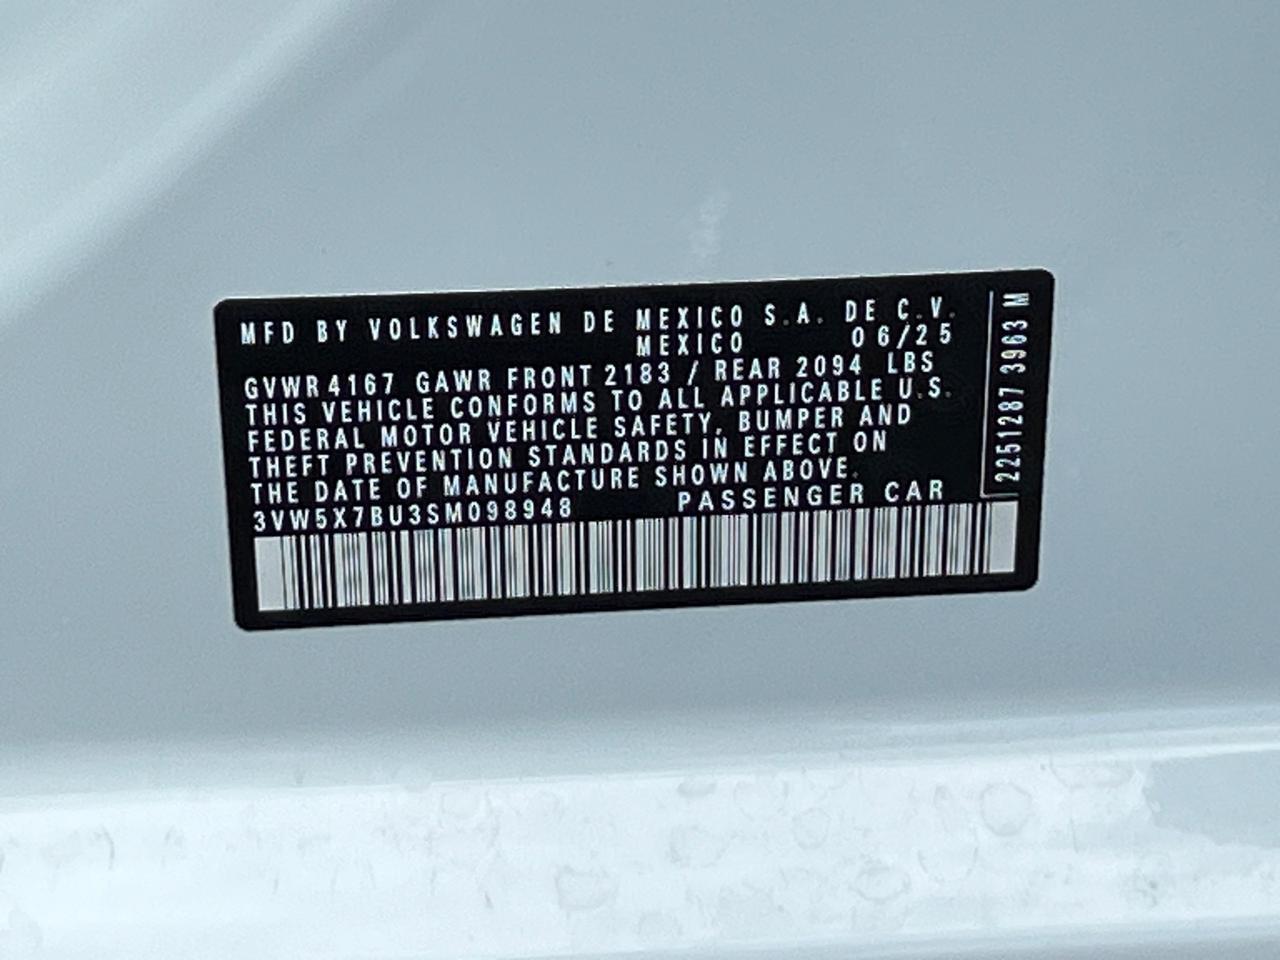 MFD BY VOLKSWAGEN DE MEXICO S.A. DE C.V.
MEXICO 06/25
GVWR 4167 GAWR FRONT 2183 / REAR 2094 LBS
THIS VEHICLE CONFORMS TO ALL APPLICABLE U.S.
FEDERAL MOTOR VEHICLE SAFETY, BUMPER AND
THEFT PREVENTION STANDARDS IN EFFECT ON
THE DATE OF MANUFACTURE SHOWN ABOVE.
3VW5X7BU3SM098948 PASSENGER CAR
2251287 3963 M